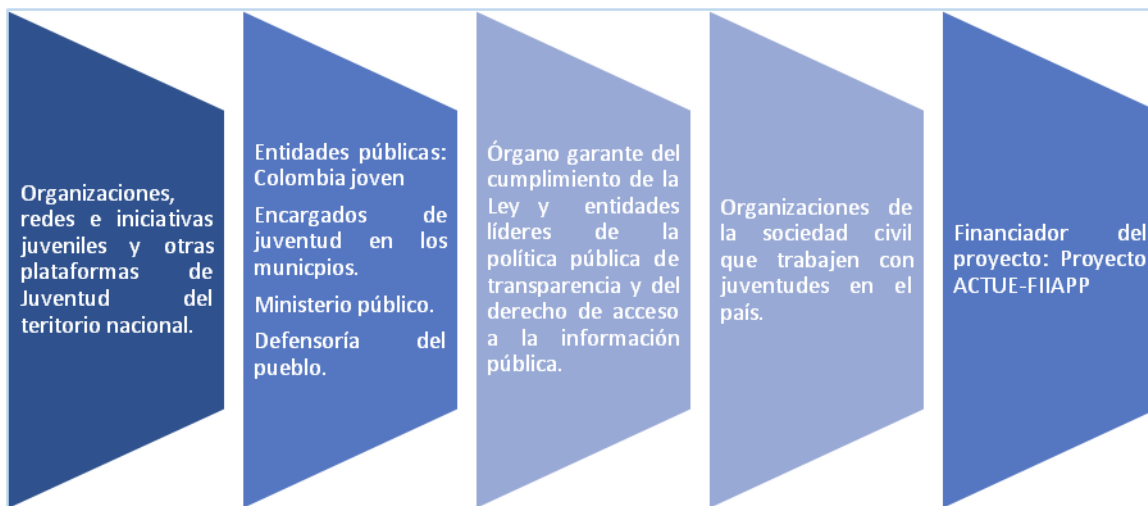 Organizaciones,
redes e iniciativas
juveniles y otras
plataformas de
Juventud del
teritorio nacional.
Entidades públicas:
Colombia joven
Encargados de
juventud en los
municpios.
Ministerio público.
Defensoría del
pueblo.
Órgano garante del
cumplimiento de la
Ley y entidades
líderes de la
política pública de
transparencia y del
derecho de acceso
a la información
pública.
Organizaciones de
la sociedad civil
que trabajen con
juventudes en el
país.
Financiador del
proyecto: Proyecto
ACTUE-FIIAPP